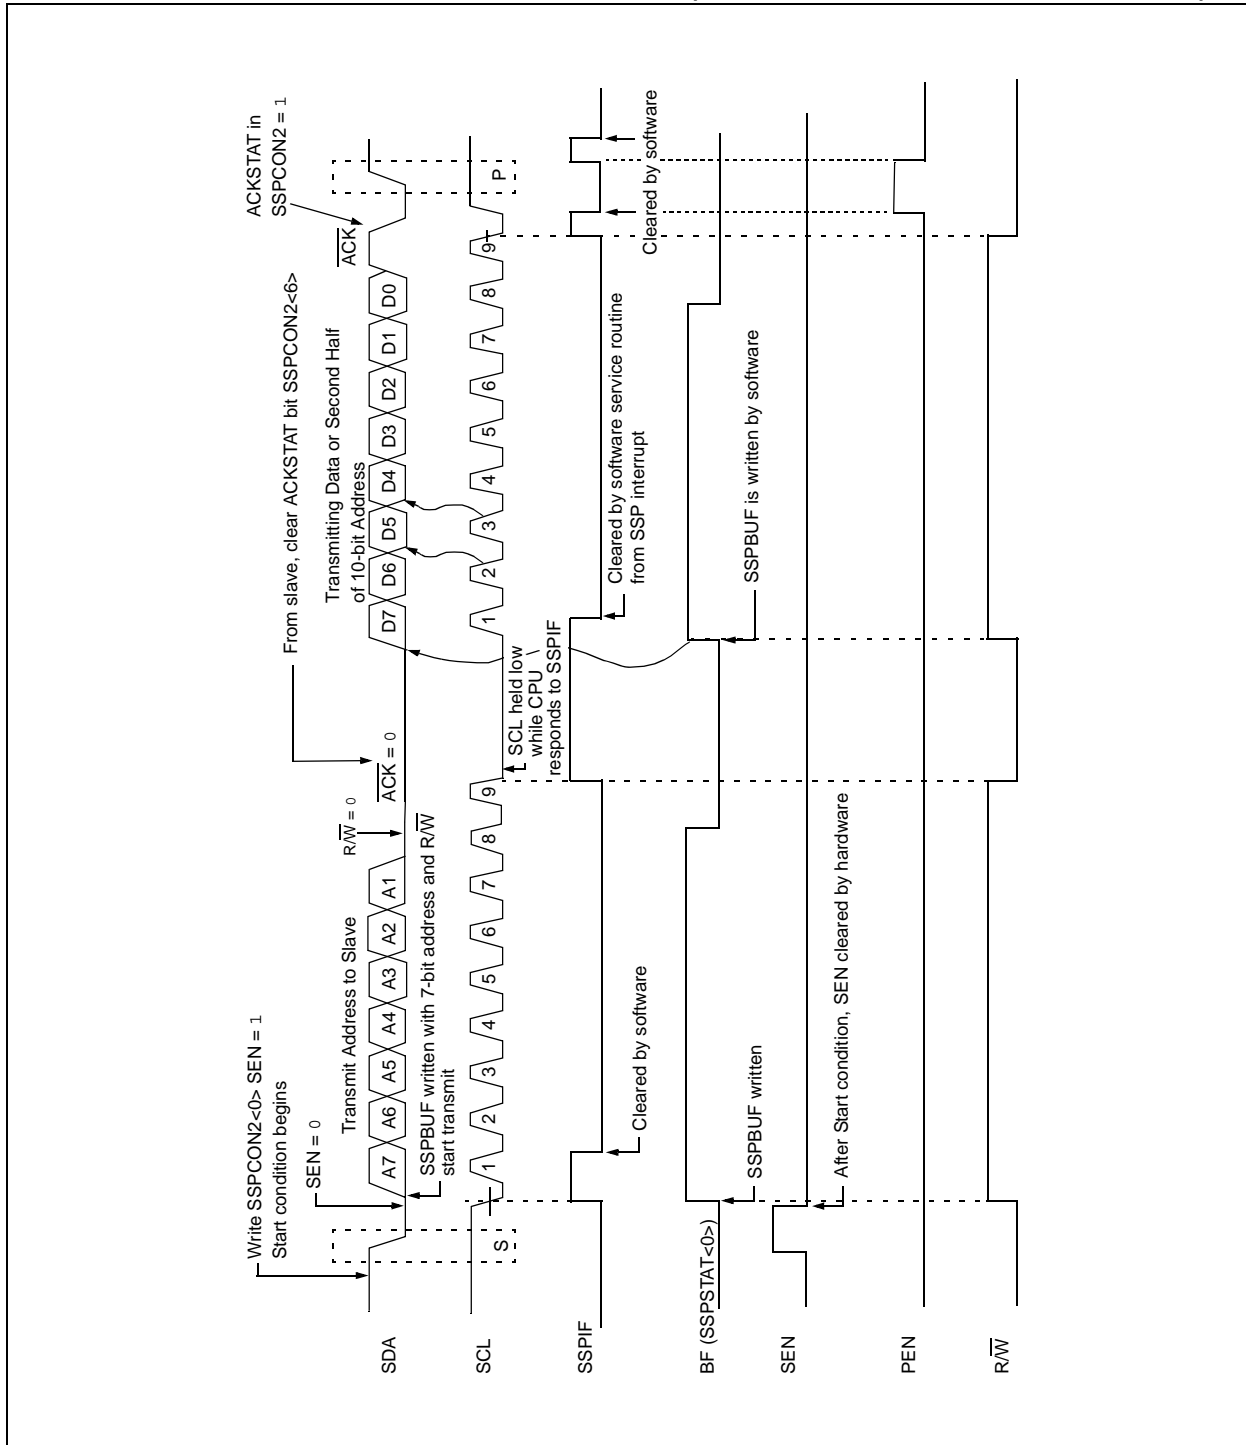 Write SSPCON2<0> SEN = 1
Start condition begins
SEN = 0
Transmit Address to Slave
R/W = 0
From slave, clear ACKSTAT bit SSPCON2<6>
ACK = 0
Transmitting Data or Second Half
of 10-bit Address
ACK
ACKSTAT in
SSPCON2 = 1
SDA
A7 A6 A5 A4 A3 A2 A1
D7 D6 D5 D4 D3 D2 D1 D0
SSPBUF written with 7-bit address and R/W
start transmit
SCL
S
1 2 3 4 5 6 7 8 9
1 2 3 4 5 6 7 8 9
P
SCL held low
while CPU
responds to SSPIF
SSPIF
Cleared by software
Cleared by software service routine
from SSP interrupt
Cleared by software
BF (SSPSTAT<0>)
SSPBUF written
SSPBUF is written by software
SEN
After Start condition, SEN cleared by hardware
PEN
R/W